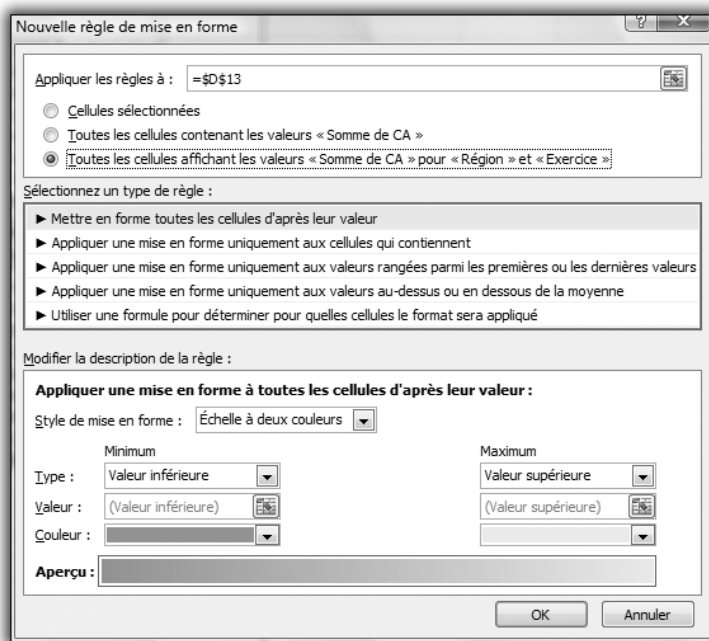 Nouvelle règle de mise en forme
Appliquer les règles à : =$D$13
Cellules sélectionnées
Toutes les cellules contenant les valeurs « Somme de CA »
Toutes les cellules affichant les valeurs « Somme de CA » pour « Région » et « Exercice »
Sélectionnez un type de règle :
► Mettre en forme toutes les cellules d'après leur valeur
► Appliquer une mise en forme uniquement aux cellules qui contiennent
► Appliquer une mise en forme uniquement aux valeurs rangées parmi les premières ou les dernières valeurs
► Appliquer une mise en forme uniquement aux valeurs au-dessus ou en dessous de la moyenne
► Utiliser une formule pour déterminer pour quelles cellules le format sera appliqué
Modifier la description de la règle :
Appliquer une mise en forme à toutes les cellules d'après leur valeur :
Style de mise en forme : Échelle à deux couleurs
Minimum Maximum
Type : Valeur inférieure Valeur supérieure
Valeur : (Valeur inférieure) (Valeur supérieure)
Couleur :
Aperçu :
OK Annuler